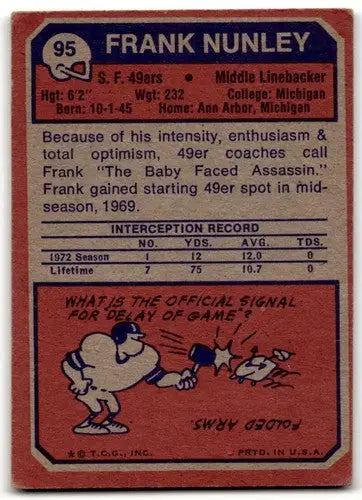 95
FRANK NUNLEY
S. F. 49ers • Middle Linebacker
Hgt: 6'2" Wgt: 232 College: Michigan
Born: 10-1-45 Home: Ann Arbor, Michigan
Because of his intensity, enthusiasm &
total optimism, 49er coaches call
Frank "The Baby Faced Assassin."
Frank gained starting 49er spot in mid-
season, 1969.
INTERCEPTION RECORD
NO. YDS. AVG. TDS.
1972 Season 1 12 12.0 0
Lifetime 7 75 10.7 0
WHAT IS THE OFFICIAL SIGNAL
FOR "DELAY OF GAME"?
FOLDED ARMS.
*© T.C.G., INC. PRTD. IN U.S.A.